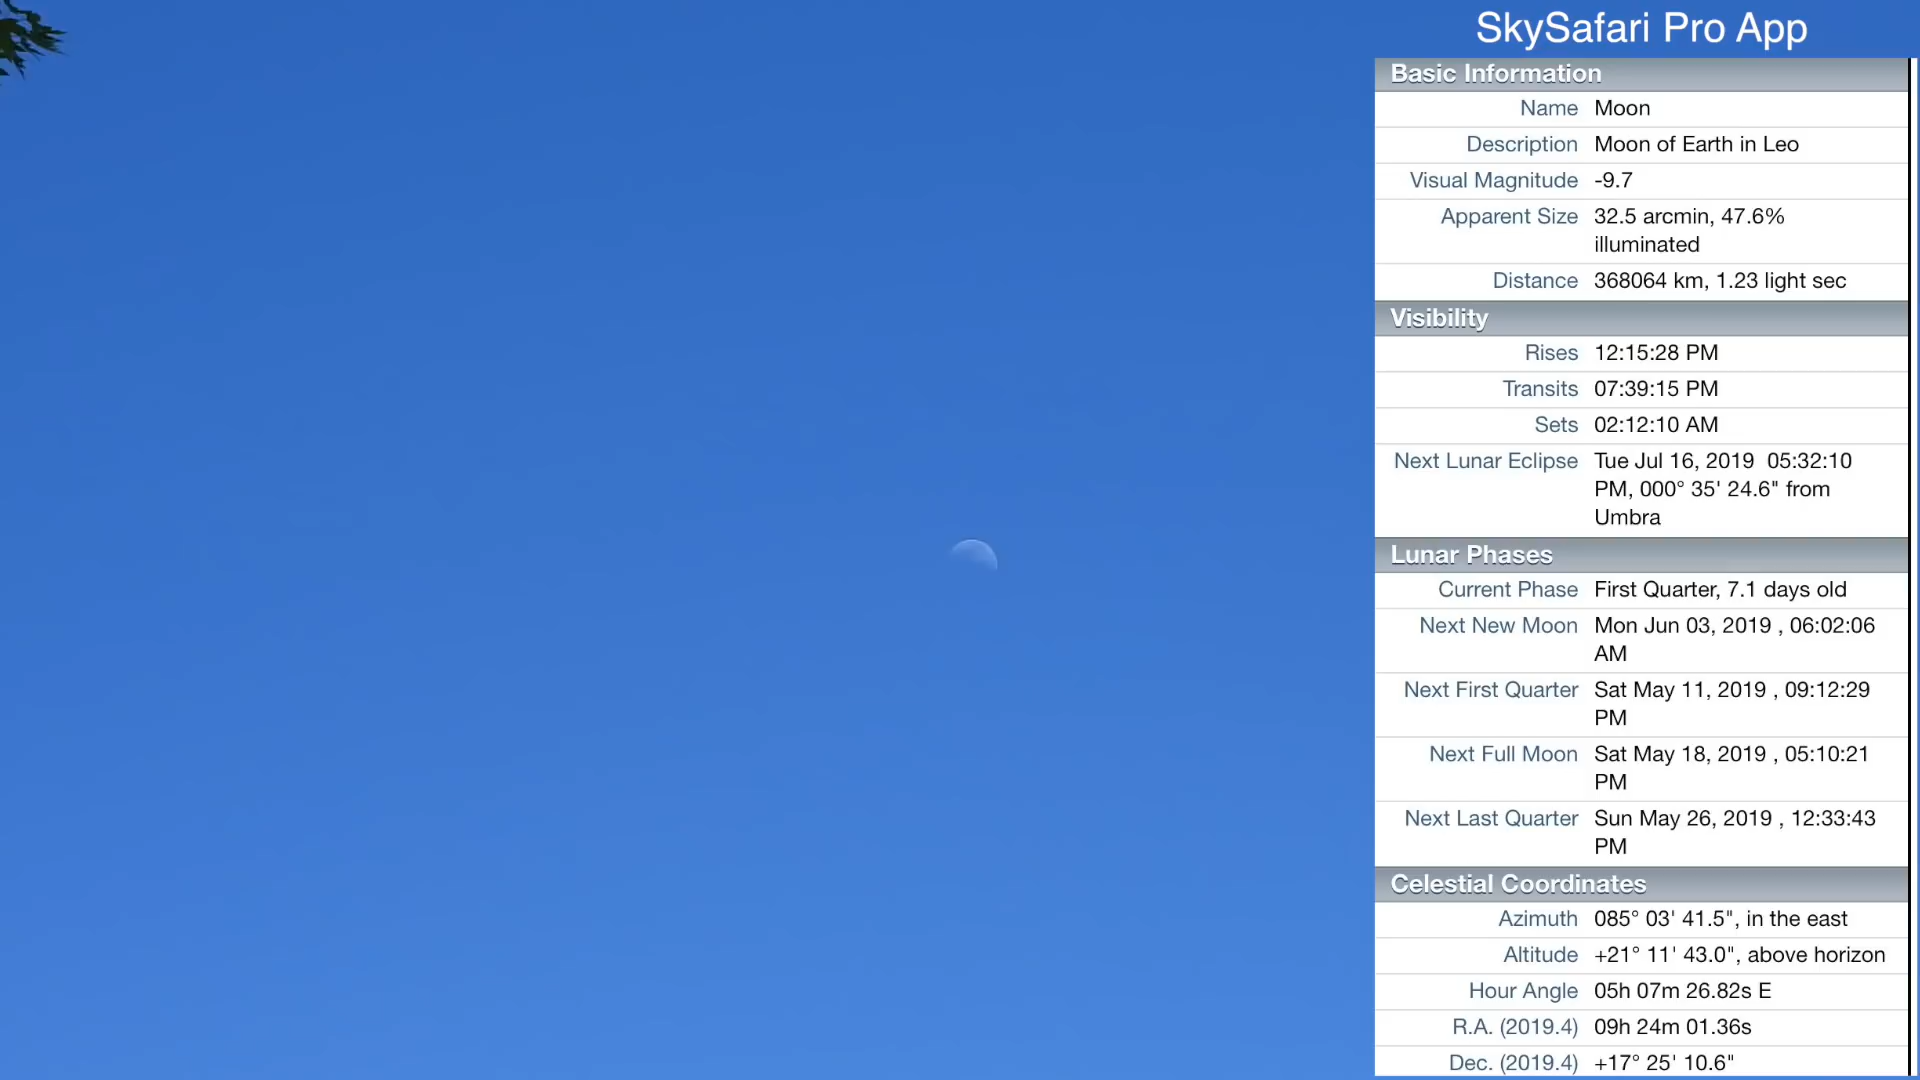 SkySafari Pro App
Basic Information
Name Moon
Description Moon of Earth in Leo
Visual Magnitude -9.7
Apparent Size 32.5 arcmin, 47.6%
illuminated
Distance 368064 km, 1.23 light sec
Visibility
Rises 12:15:28 PM
Transits 07:39:15 PM
Sets 02:12:10 AM
Next Lunar Eclipse Tue Jul 16, 2019  05:32:10
PM, 000° 35' 24.6" from
Umbra
Lunar Phases
Current Phase First Quarter, 7.1 days old
Next New Moon Mon Jun 03, 2019 , 06:02:06
AM
Next First Quarter Sat May 11, 2019 , 09:12:29
PM
Next Full Moon Sat May 18, 2019 , 05:10:21
PM
Next Last Quarter Sun May 26, 2019 , 12:33:43
PM
Celestial Coordinates
Azimuth 085° 03' 41.5", in the east
Altitude +21° 11' 43.0", above horizon
Hour Angle 05h 07m 26.82s E
R.A. (2019.4) 09h 24m 01.36s
Dec. (2019.4) +17° 25' 10.6"